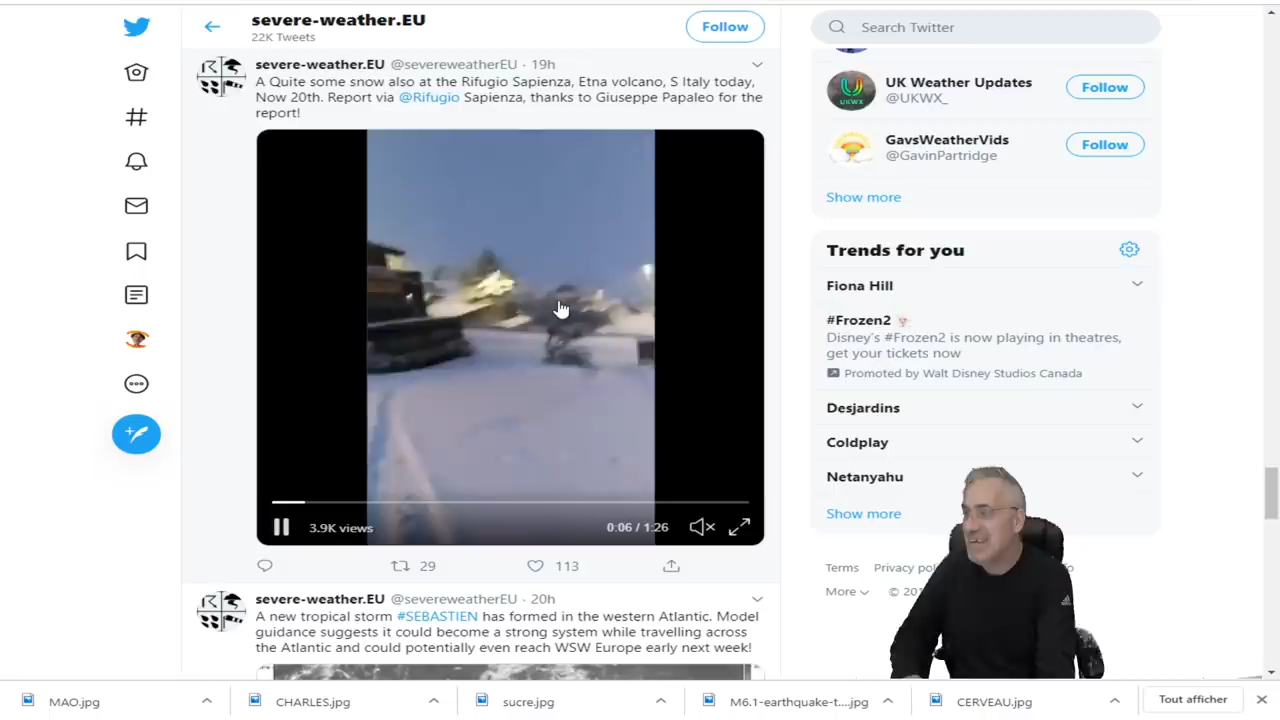 severe-weather.EU
22K Tweets
Follow
Search Twitter
severe-weather.EU @severeweatherEU · 19h
A Quite some snow also at the Rifugio Sapienza, Etna volcano, S Italy today,
Now 20th. Report via @Rifugio Sapienza, thanks to Giuseppe Papaleo for the
report!
3.9K views
0:06 / 1:26
29
113
severe-weather.EU @severeweatherEU · 20h
A new tropical storm #SEBASTIEN has formed in the western Atlantic. Model
guidance suggests it could become a strong system while travelling across
the Atlantic and could potentially even reach WSW Europe early next week!
UK Weather Updates
@UKWX_
Follow
GavsWeatherVids
@GavinPartridge
Follow
Show more
Trends for you
Fiona Hill
#Frozen2
Disney's #Frozen2 is now playing in theatres,
get your tickets now
Promoted by Walt Disney Studios Canada
Desjardins
Coldplay
Netanyahu
Show more
Terms Privacy
More ©
MAO.jpg
CHARLES.jpg
sucre.jpg
M6.1-earthquake-t....jpg
CERVEAU.jpg
Tout afficher